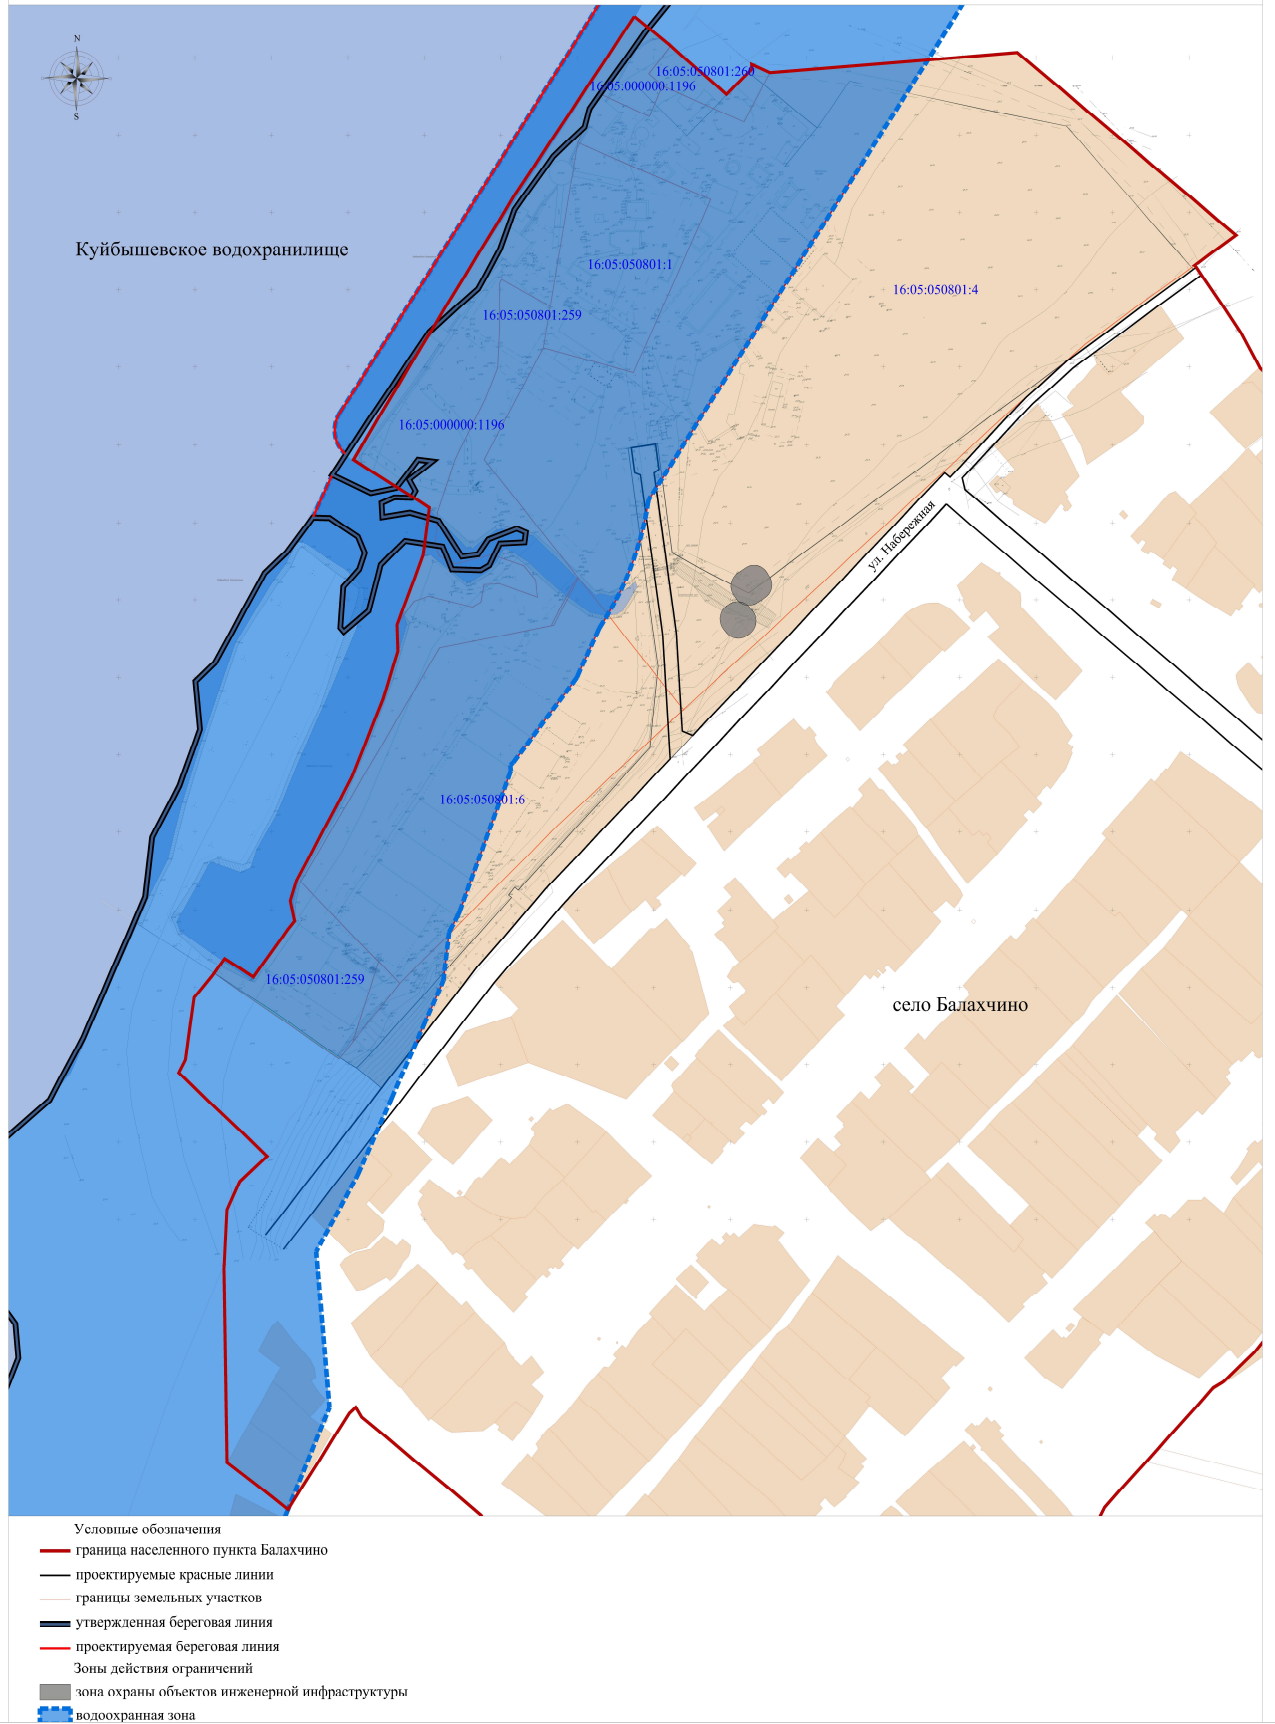 N
S
16:05:050801:260
16:05:000000:1196
Куйбышевское водохранилище
16:05:050801:1
16:05:050801:4
16:05:050801:259
16:05:000000:1196
ул. Набережная
16:05:050801:6
16:05:050801:259
село Балахчино
Условные обозначения
граница населенного пункта Балахчино
проектируемые красные линии
границы земельных участков
утвержденная береговая линия
проектируемая береговая линия
Зоны действия ограничений
зона охраны объектов инженерной инфраструктуры
водоохранная зона